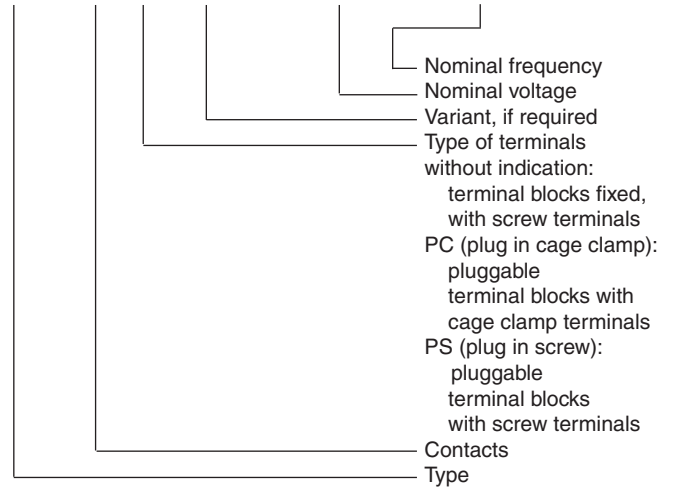 Nominal frequency
Nominal voltage
Variant, if required
Type of terminals
without indication:
terminal blocks fixed,
with screw terminals
PC (plug in cage clamp):
pluggable
terminal blocks with
cage clamp terminals
PS (plug in screw):
pluggable
terminal blocks
with screw terminals
Contacts
Type